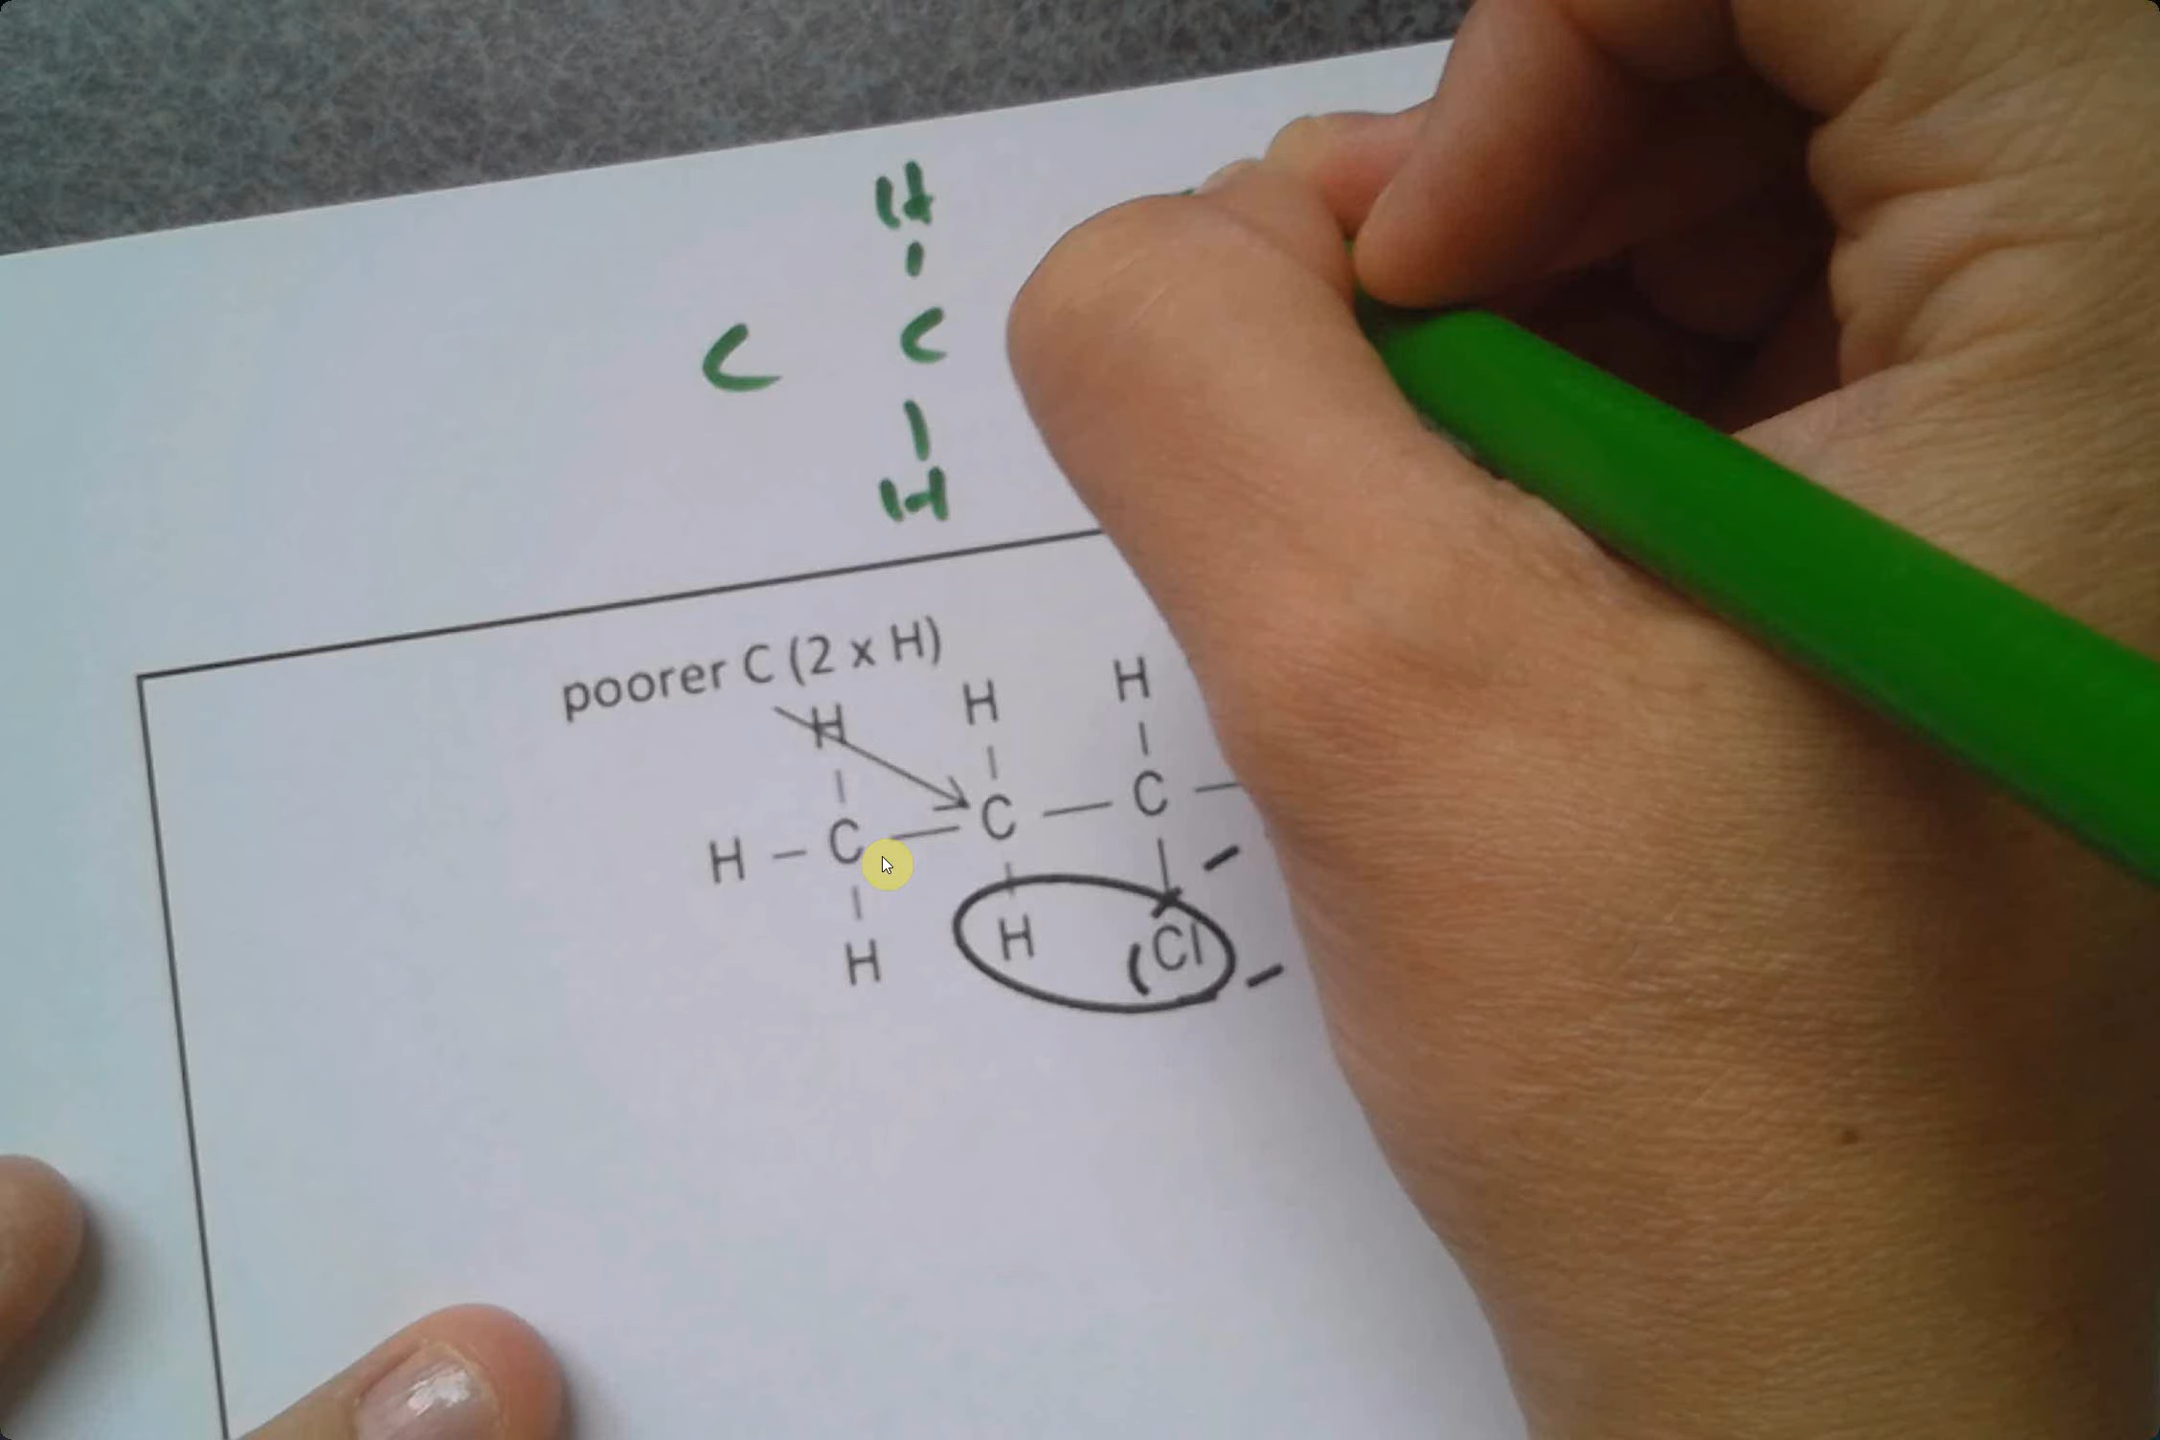 H
C C
H
poorer C (2 x H)
H H H
H – C — C — C —
H H Cl